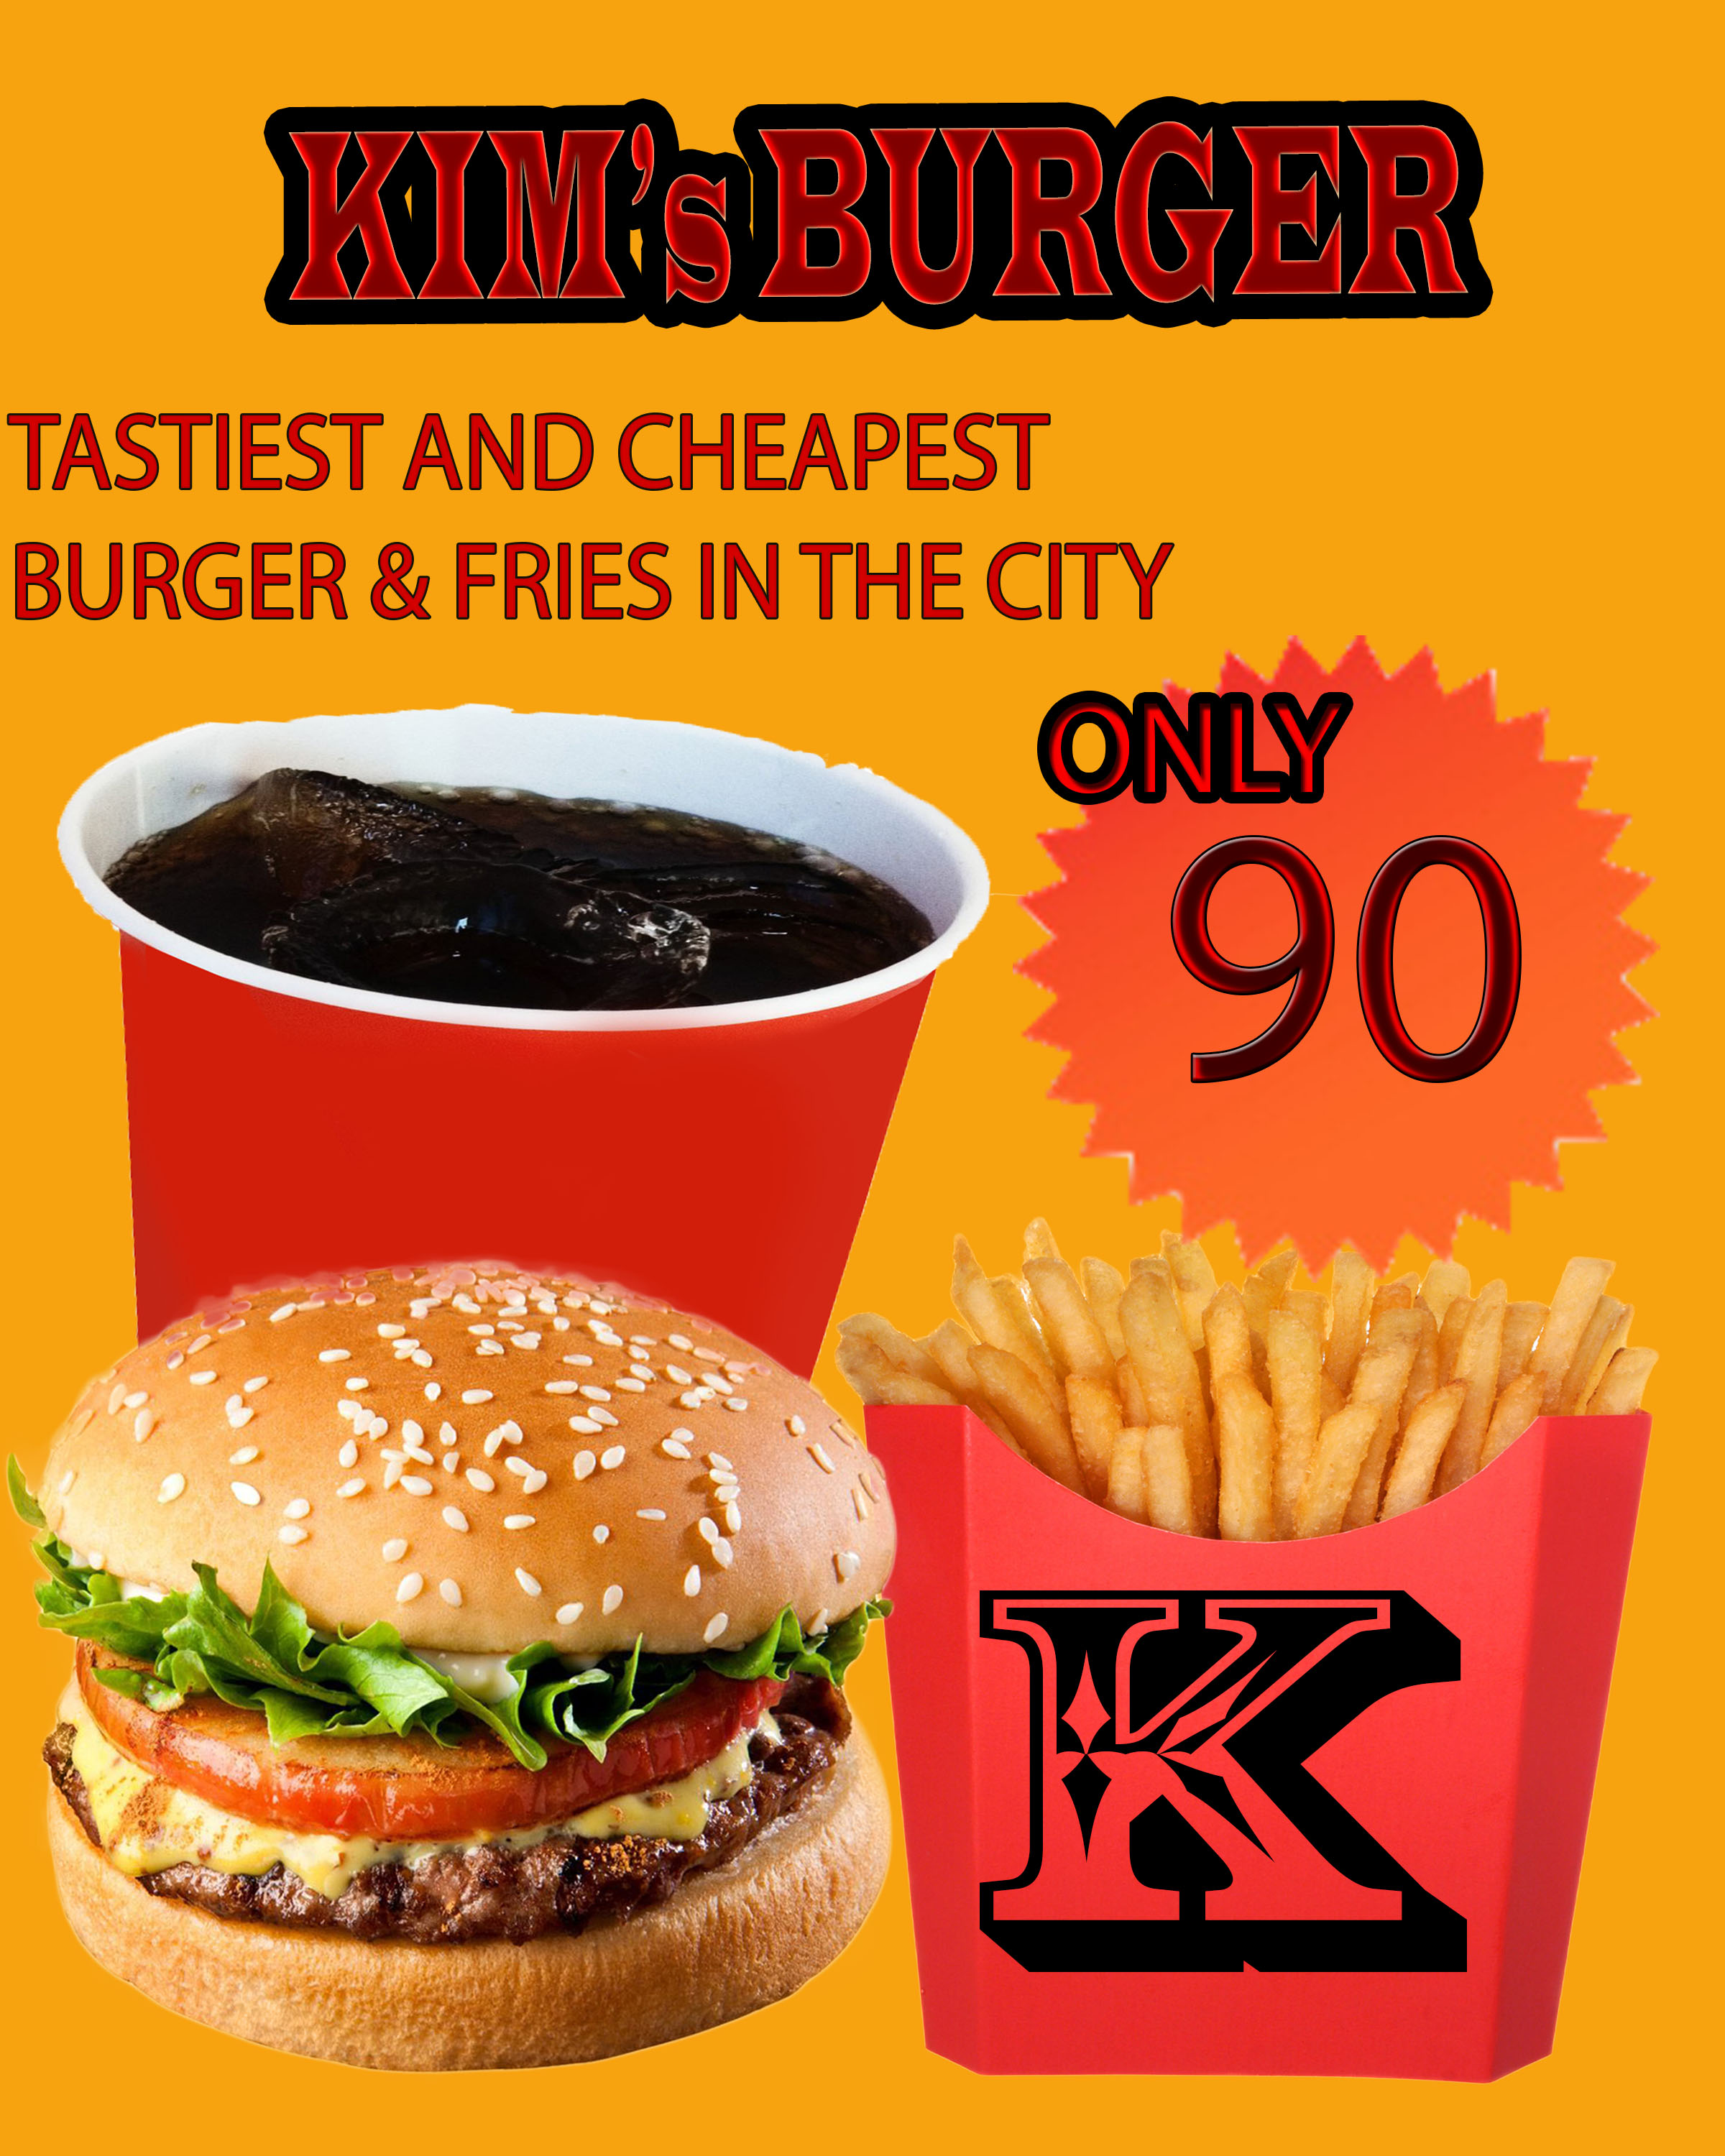 KIM's BURGER
TASTIEST AND CHEAPEST
BURGER & FRIES IN THE CITY
ONLY
90
K